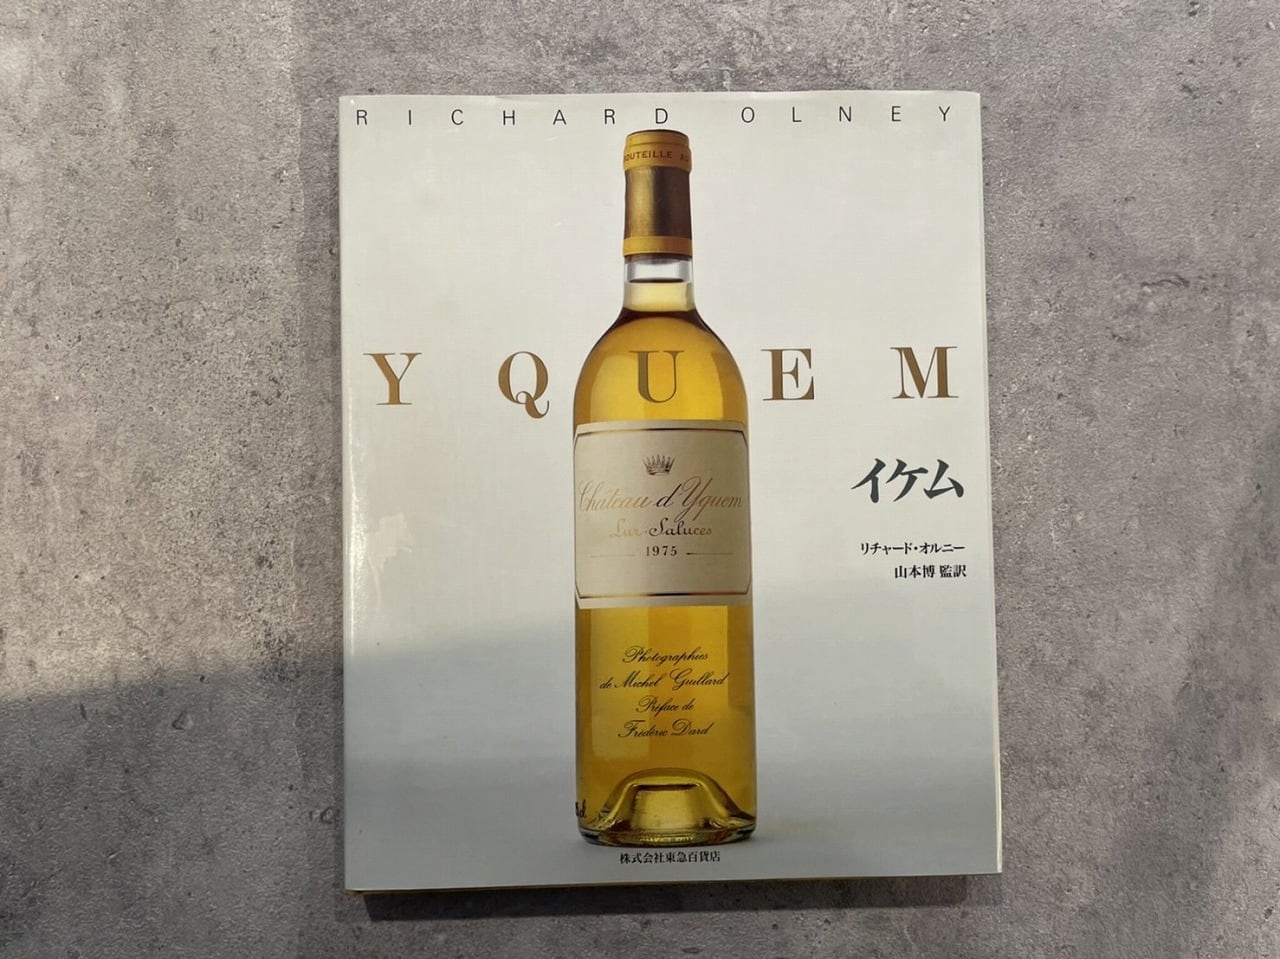 RICHARD OLNEY
BOUTEILLE AU
YQUEM
Château d'Yquem
Lur-Saluces
1975
イケム
リチャード・オルニー
山本博 監訳
Photographies
de Michel Guillard
Préface de
Frédéric Dard
株式会社東急百貨店